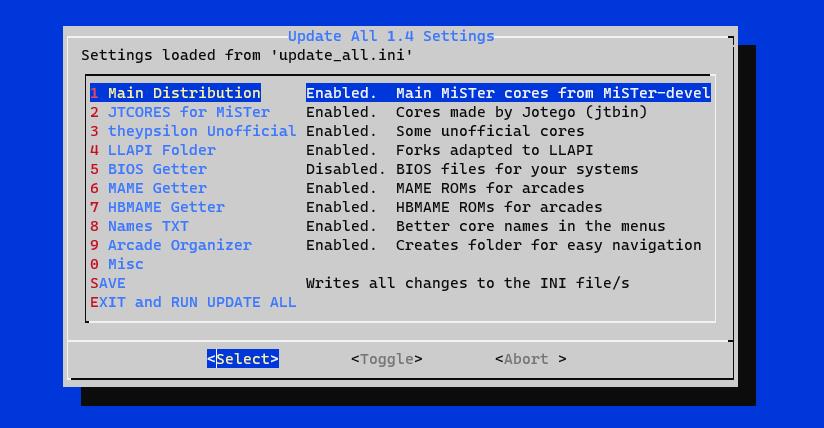 Update All 1.4 Settings
Settings loaded from 'update_all.ini'
1 Main Distribution Enabled. Main MiSTer cores from MiSTer-devel
2 JTCORES for MiSTer Enabled. Cores made by Jotego (jtbin)
3 theypsilon Unofficial Enabled. Some unofficial cores
4 LLAPI Folder Enabled. Forks adapted to LLAPI
5 BIOS Getter Disabled. BIOS files for your systems
6 MAME Getter Enabled. MAME ROMs for arcades
7 HBMAME Getter Enabled. HBMAME ROMs for arcades
8 Names TXT Enabled. Better core names in the menus
9 Arcade Organizer Enabled. Creates folder for easy navigation
0 Misc
SAVE Writes all changes to the INI file/s
EXIT and RUN UPDATE ALL
<Select> <Toggle> <Abort >